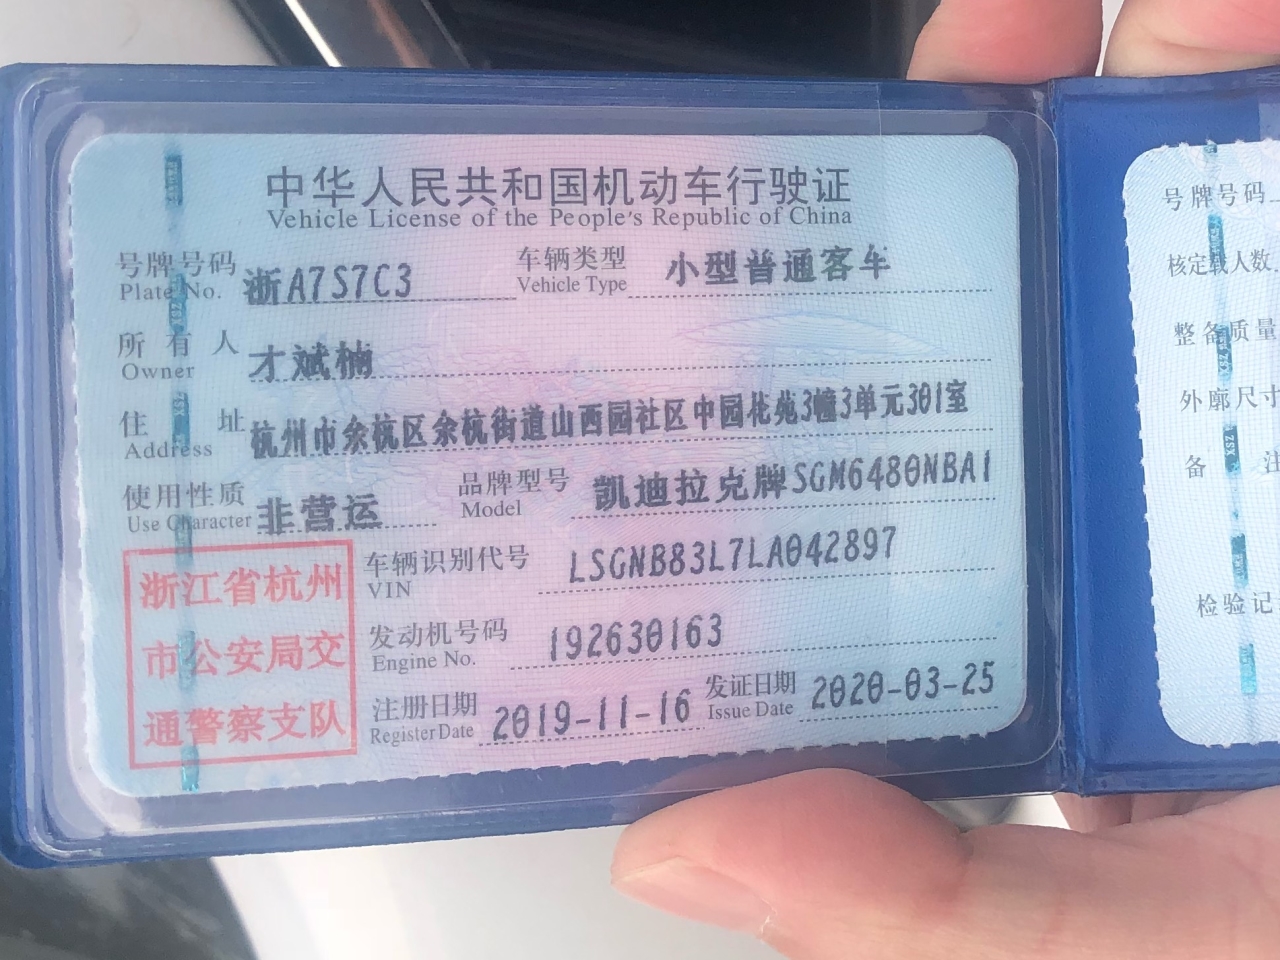 中华人民共和国机动车行驶证
Vehicle License of the People's Republic of China
号牌号码 浙A7S7C3 车辆类型 小型普通客车
Plate No. Vehicle Type
所有人 才斌楠
Owner
住址 杭州市余杭区余杭街道山西园社区中园花苑3幢3单元301室
Address
使用性质 非营运 品牌型号 凯迪拉克牌SGM6480NBA1
Use Character Model
车辆识别代号 LSGNB83L7LA042897
VIN
发动机号码 192630163
Engine No.
注册日期 2019-11-16 发证日期 2020-03-25
Register Date Issue Date
浙江省杭州
市公安局交
通警察支队
号牌号码
核定载人数
整备质量
外廓尺寸
备 注
检验记